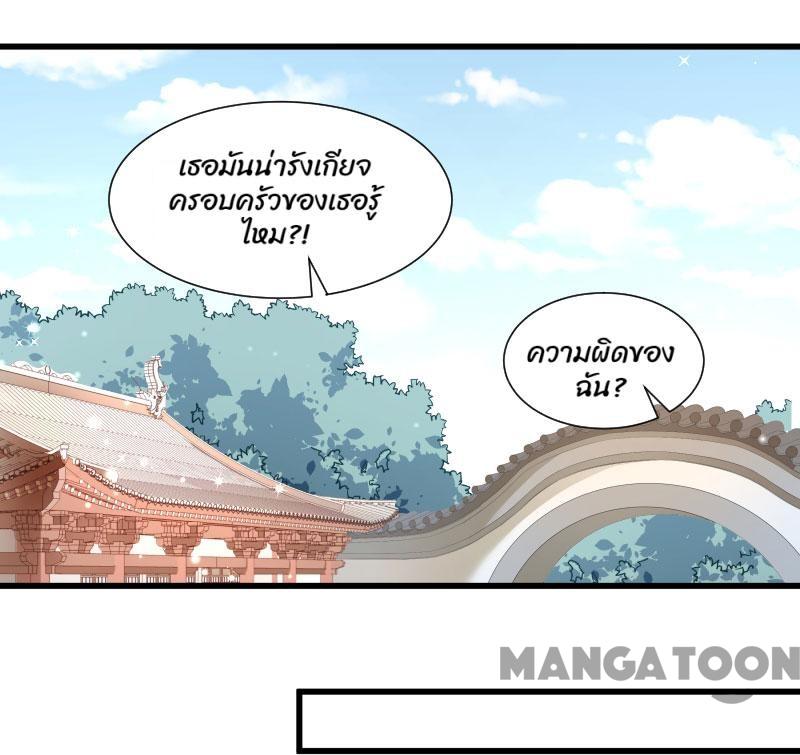 เธอมันน่ารังเกียจ
ครอบครัวของเธอรู้
ไหม?!
ความผิดของ
ฉัน?
MANGATOON